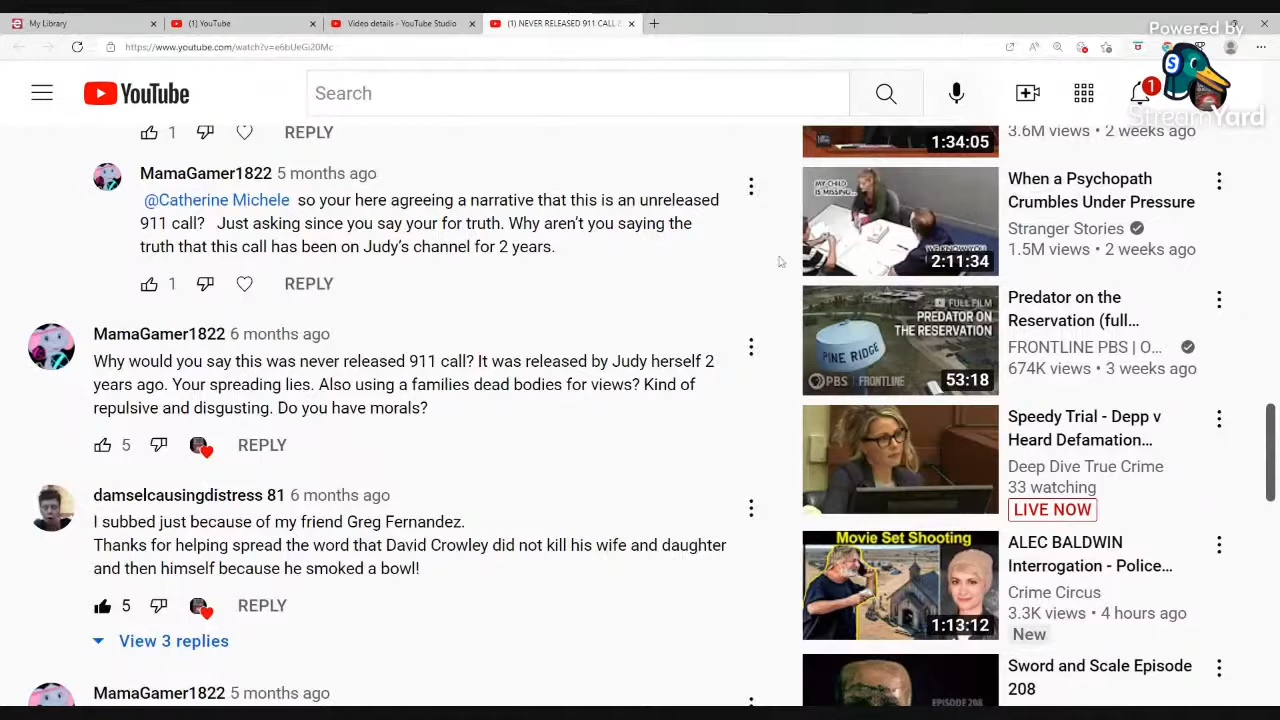 My Library
(1) YouTube
Video details - YouTube Studio
(1) NEVER RELEASED 911 CALL &
Powered by
https://www.youtube.com/watch?v=e6bUeGi20Mc
YouTube
Search
1
StreamYard
1 REPLY
MamaGamer1822 5 months ago
@Catherine Michele so your here agreeing a narrative that this is an unreleased
911 call? Just asking since you say your for truth. Why aren't you saying the
truth that this call has been on Judy's channel for 2 years.
1 REPLY
MamaGamer1822 6 months ago
Why would you say this was never released 911 call? It was released by Judy herself 2
years ago. Your spreading lies. Also using a families dead bodies for views? Kind of
repulsive and disgusting. Do you have morals?
5 REPLY
damselcausingdistress 81 6 months ago
I subbed just because of my friend Greg Fernandez.
Thanks for helping spread the word that David Crowley did not kill his wife and daughter
and then himself because he smoked a bowl!
5 REPLY
View 3 replies
MamaGamer1822 5 months ago
1:34:05
3.6M views • 2 weeks ago
MY CHILD
IS MISSING...
WE KNOW YOU
2:11:34
When a Psychopath
Crumbles Under Pressure
Stranger Stories
1.5M views • 2 weeks ago
FULL FILM
PREDATOR ON
THE RESERVATION
PINE RIDGE
PBS FRONTLINE
53:18
Predator on the
Reservation (full...
FRONTLINE PBS | O...
674K views • 3 weeks ago
Speedy Trial - Depp v
Heard Defamation...
Deep Dive True Crime
33 watching
LIVE NOW
Movie Set Shooting
1:13:12
ALEC BALDWIN
Interrogation - Police...
Crime Circus
3.3K views • 4 hours ago
New
EPISODE 208
Sword and Scale Episode
208